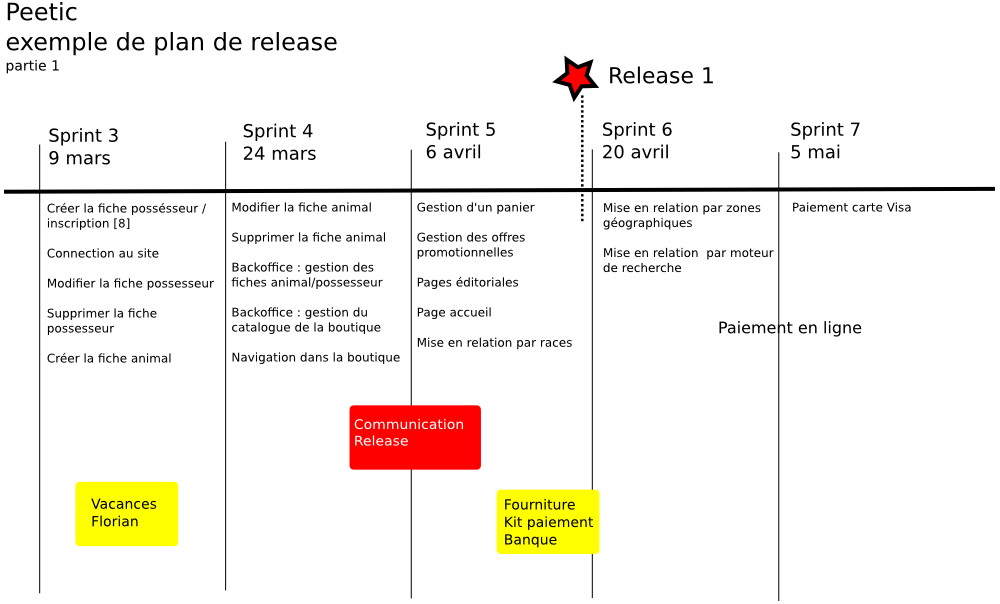 Peetic
exemple de plan de release
partie 1
Release 1
Sprint 3
9 mars
Sprint 4
24 mars
Sprint 5
6 avril
Sprint 6
20 avril
Sprint 7
5 mai
Créer la fiche possésseur /
inscription [8]
Connection au site
Modifier la fiche possesseur
Supprimer la fiche
possesseur
Créer la fiche animal
Modifier la fiche animal
Supprimer la fiche animal
Backoffice : gestion des
fiches animal/possesseur
Backoffice : gestion du
catalogue de la boutique
Navigation dans la boutique
Gestion d'un panier
Gestion des offres
promotionnelles
Pages éditoriales
Page accueil
Mise en relation par races
Mise en relation par zones
géographiques
Mise en relation  par moteur
de recherche
Paiement carte Visa
Paiement en ligne
Communication
Release
Vacances
Florian
Fourniture
Kit paiement
Banque